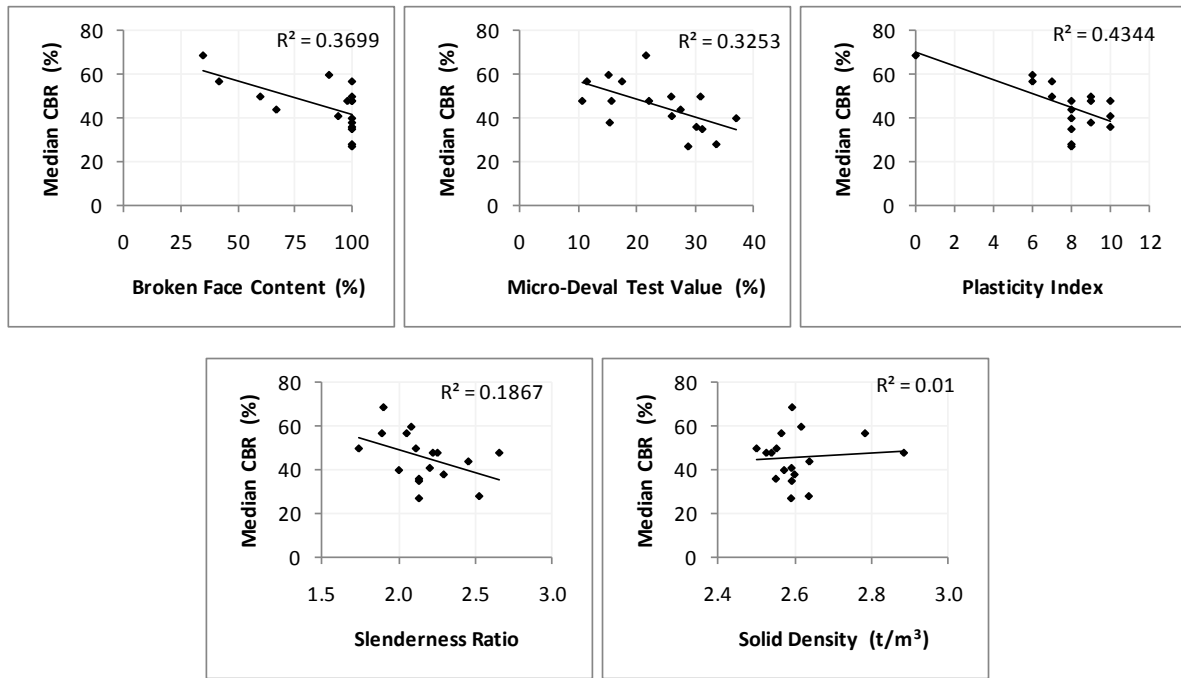 R² = 0.3699
Median CBR (%)
80
60
40
20
0
0 25 50 75 100
Broken Face Content (%)
R² = 0.3253
Median CBR (%)
80
60
40
20
0
0 10 20 30 40
Micro-Deval Test Value (%)
R² = 0.4344
Median CBR (%)
80
60
40
20
0
0 2 4 6 8 10 12
Plasticity Index
R² = 0.1867
Median CBR (%)
80
60
40
20
0
1.5 2.0 2.5 3.0
Slenderness Ratio
R² = 0.01
Median CBR (%)
80
60
40
20
0
2.4 2.6 2.8 3.0
Solid Density (t/m³)